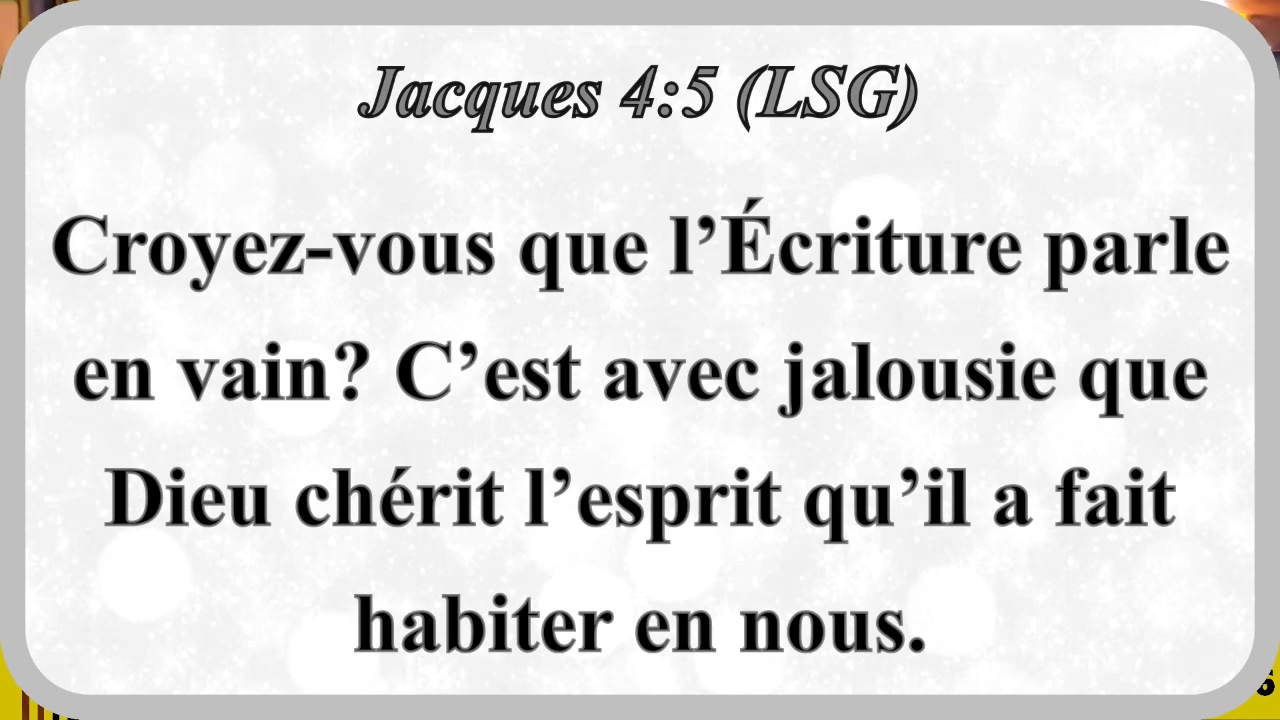 Jacques 4:5 (LSG)
Croyez-vous que l’Écriture parle
en vain? C’est avec jalousie que
Dieu chérit l’esprit qu’il a fait
habiter en nous.